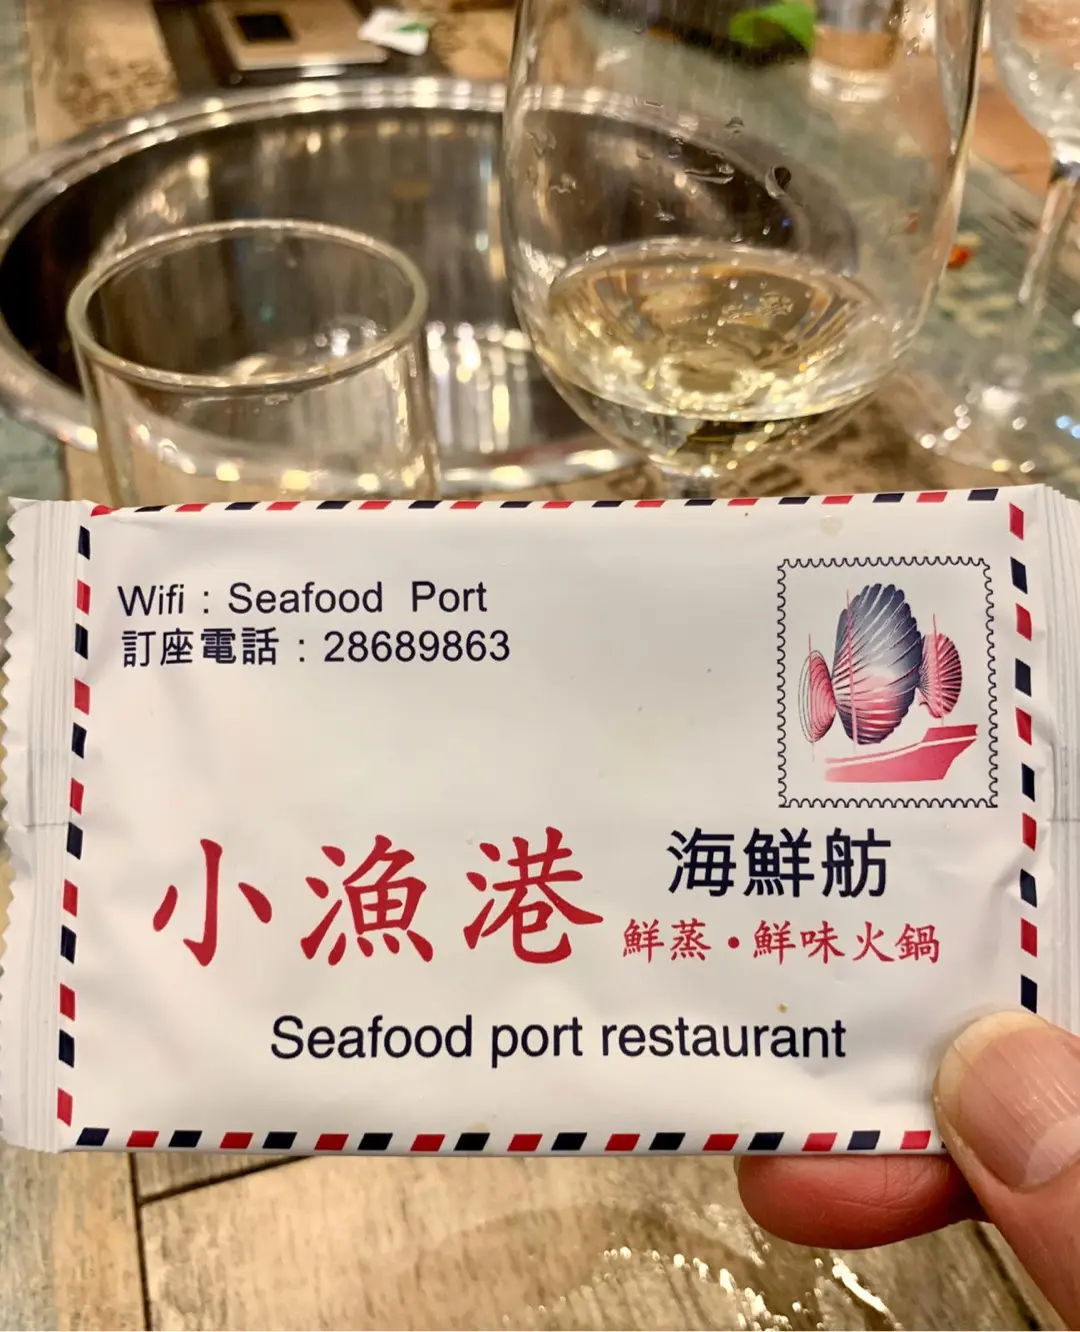 Wifi : Seafood Port
訂座電話 : 28689863
小漁港 海鮮舫
鮮蒸・鮮味火鍋
Seafood port restaurant